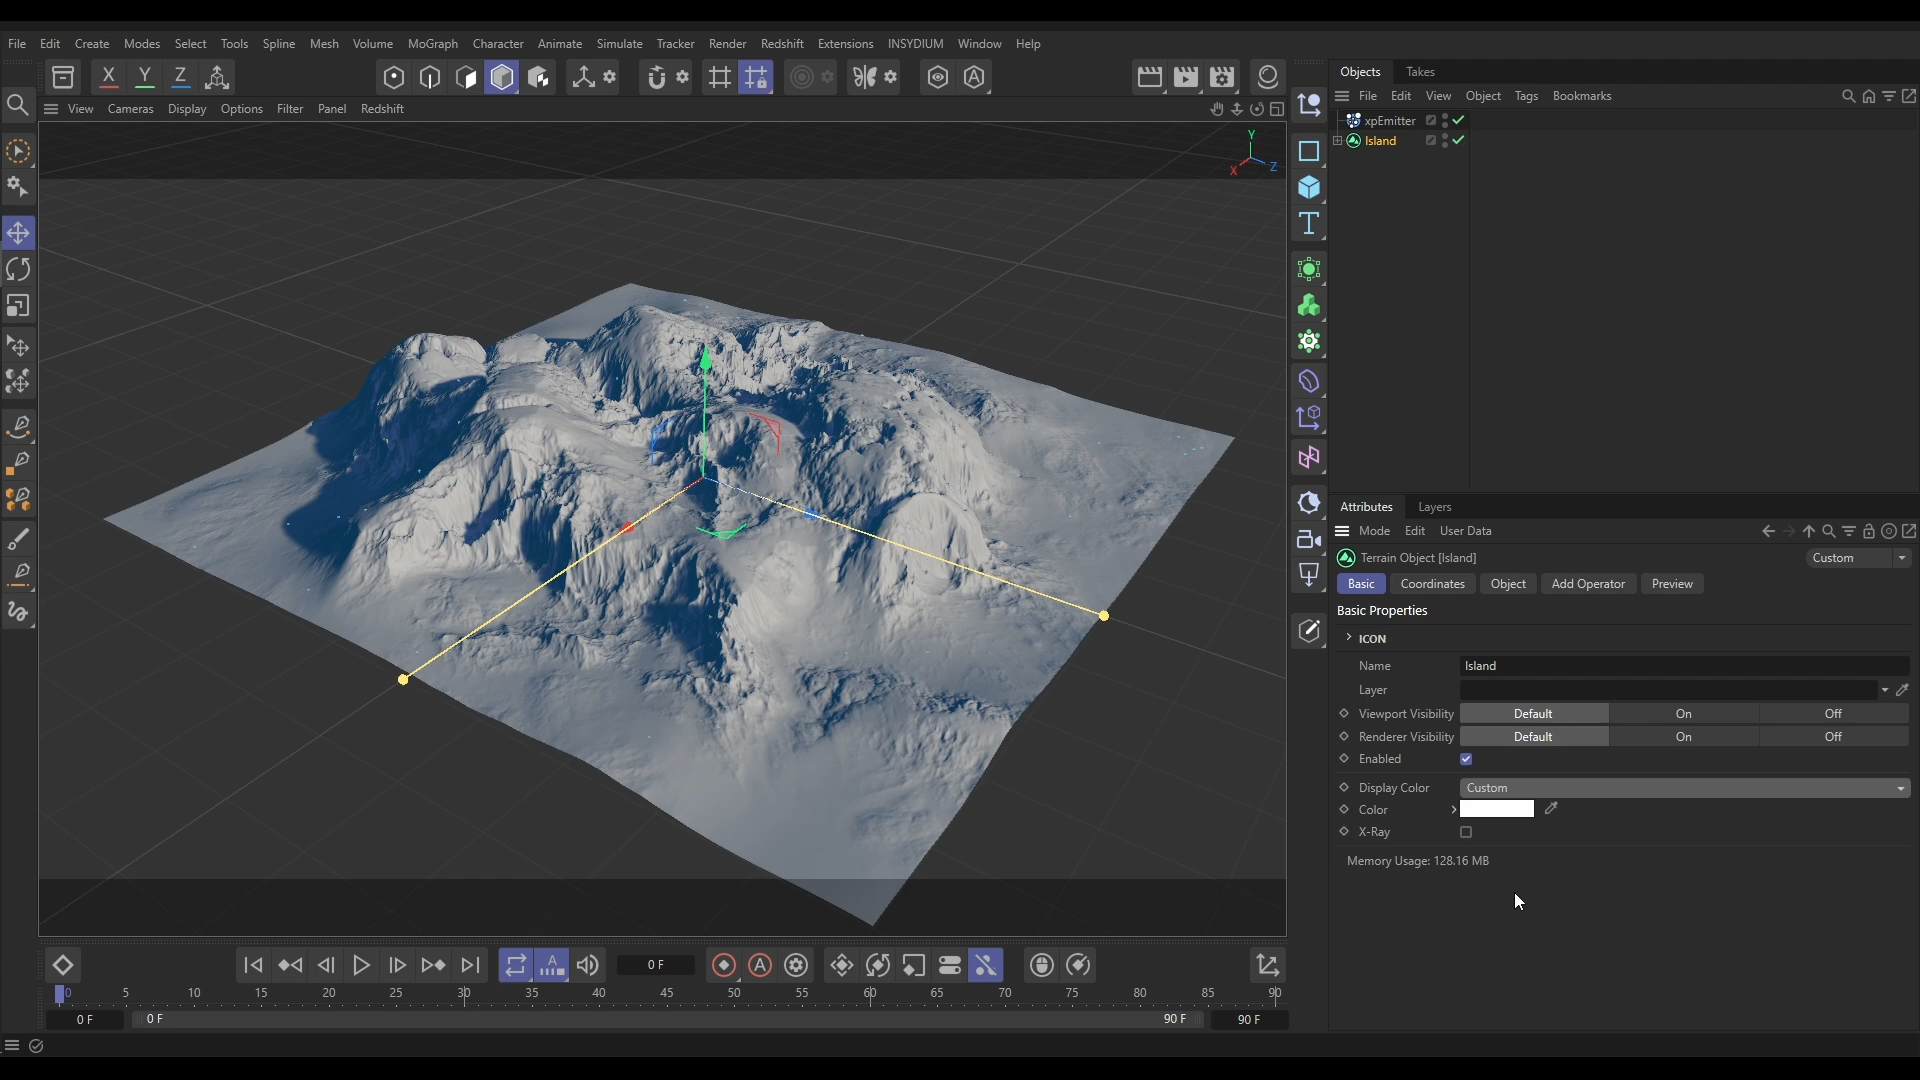 File Edit Create Modes Select Tools Spline Mesh Volume MoGraph Character Animate Simulate Tracker Render Redshift Extensions INSYDIUM Window Help
X Y Z
A
View Cameras Display Options Filter Panel Redshift
Y
X
Z
T
Objects Takes
File Edit View Object Tags Bookmarks
xpEmitter
Island
Attributes Layers
Mode Edit User Data
Terrain Object [Island] Custom
Basic Coordinates Object Add Operator Preview
Basic Properties
ICON
Name Island
Layer
Viewport Visibility Default On Off
Renderer Visibility Default On Off
Enabled
Display Color Custom
Color
X-Ray
Memory Usage: 128.16 MB
A 0 F A
0 5 10 15 20 25 30 35 40 45 50 55 60 65 70 75 80 85 90
0 F 0 F 90 F 90 F